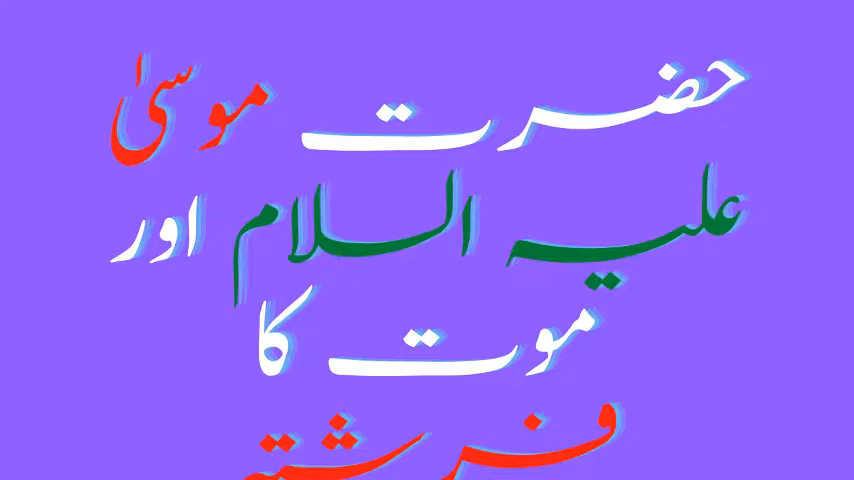 حضرت موسیٰ
علیہ السلام اور
موت کا
فرشتہ